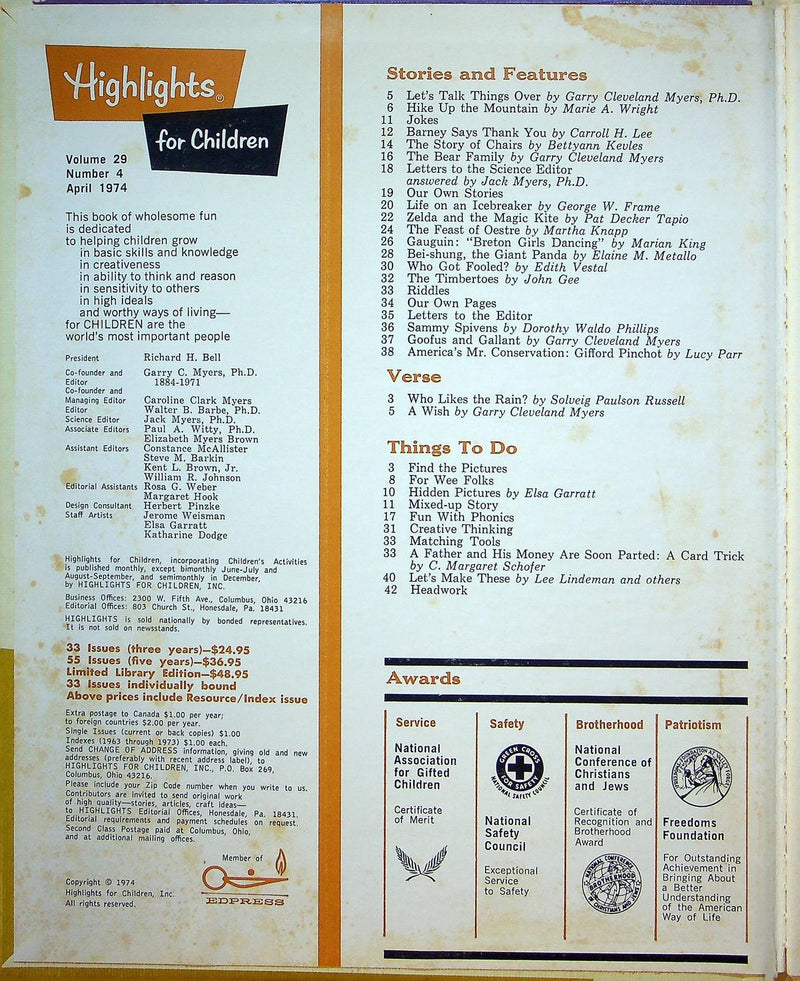 Highlights®
for Children
Volume 29
Number 4
April 1974
This book of wholesome fun
is dedicated
to helping children grow
in basic skills and knowledge
in creativeness
in ability to think and reason
in sensitivity to others
in high ideals
and worthy ways of living—
for CHILDREN are the
world's most important people
President Richard H. Bell
Co-founder and Garry C. Myers, Ph.D.
Editor 1884-1971
Co-founder and
Managing Editor Caroline Clark Myers
Editor Walter B. Barbe, Ph.D.
Science Editor Jack Myers, Ph.D.
Associate Editors Paul A. Witty, Ph.D.
Elizabeth Myers Brown
Assistant Editors Constance McAllister
Steve M. Barkin
Kent L. Brown, Jr.
William R. Johnson
Editorial Assistants Rosa G. Weber
Margaret Hook
Design Consultant Herbert Pinzke
Staff Artists Jerome Weisman
Elsa Garratt
Katharine Dodge
Highlights for Children, incorporating Children's Activities
is published monthly, except bimonthly June-July and
August-September, and semimonthly in December,
by HIGHLIGHTS FOR CHILDREN, INC.
Business Offices: 2300 W. Fifth Ave., Columbus, Ohio 43216
Editorial Offices: 803 Church St., Honesdale, Pa. 18431
HIGHLIGHTS is sold nationally by bonded representatives.
It is not sold on newsstands.
33 Issues (three years)—$24.95
55 Issues (five years)—$36.95
Limited Library Edition—$48.95
33 Issues individually bound
Above prices include Resource/Index issue
Extra postage to Canada $1.00 per year;
to foreign countries $2.00 per year.
Single Issues (current or back copies) $1.00
Indexes (1963 through 1973) $1.00 each.
Send CHANGE OF ADDRESS information, giving old and new
addresses (preferably with recent address label), to
HIGHLIGHTS FOR CHILDREN, INC., P.O. Box 269,
Columbus, Ohio 43216.
Please include your Zip Code number when you write to us.
Contributors are invited to send original work
of high quality—stories, articles, craft ideas—
to HIGHLIGHTS Editorial Offices, Honesdale, Pa. 18431.
Editorial requirements and payment schedules on request.
Second Class Postage paid at Columbus, Ohio,
and at additional mailing offices.
Member of
EDPRESS
Copyright © 1974
Highlights for Children, Inc.
All rights reserved.
Stories and Features
5 Let's Talk Things Over by Garry Cleveland Myers, Ph.D.
6 Hike Up the Mountain by Marie A. Wright
11 Jokes
12 Barney Says Thank You by Carroll H. Lee
14 The Story of Chairs by Bettyann Kevles
16 The Bear Family by Garry Cleveland Myers
18 Letters to the Science Editor
answered by Jack Myers, Ph.D.
19 Our Own Stories
20 Life on an Icebreaker by George W. Frame
22 Zelda and the Magic Kite by Pat Decker Tapio
24 The Feast of Oestre by Martha Knapp
26 Gauguin: "Breton Girls Dancing" by Marian King
28 Bei-shung, the Giant Panda by Elaine M. Metallo
30 Who Got Fooled? by Edith Vestal
32 The Timbertoes by John Gee
33 Riddles
34 Our Own Pages
35 Letters to the Editor
36 Sammy Spivens by Dorothy Waldo Phillips
37 Goofus and Gallant by Garry Cleveland Myers
38 America's Mr. Conservation: Gifford Pinchot by Lucy Parr
Verse
3 Who Likes the Rain? by Solveig Paulson Russell
5 A Wish by Garry Cleveland Myers
Things To Do
3 Find the Pictures
8 For Wee Folks
10 Hidden Pictures by Elsa Garratt
11 Mixed-up Story
17 Fun With Phonics
31 Creative Thinking
33 Matching Tools
33 A Father and His Money Are Soon Parted: A Card Trick
by C. Margaret Schofer
40 Let's Make These by Lee Lindeman and others
42 Headwork
Awards
Service
National
Association
for Gifted
Children
Certificate
of Merit
Safety
GREEN CROSS
FOR SAFETY
NATIONAL SAFETY COUNCIL
National
Safety
Council
Exceptional
Service
to Safety
Brotherhood
National
Conference of
Christians
and Jews
Certificate of
Recognition and
Brotherhood
Award
NATIONAL CONFERENCE
BROTHERHOOD
OF CHRISTIANS AND JEWS
Patriotism
FREEDOMS FOUNDATION AT VALLEY FORGE
Freedoms
Foundation
For Outstanding
Achievement in
Bringing About
a Better
Understanding
of the American
Way of Life